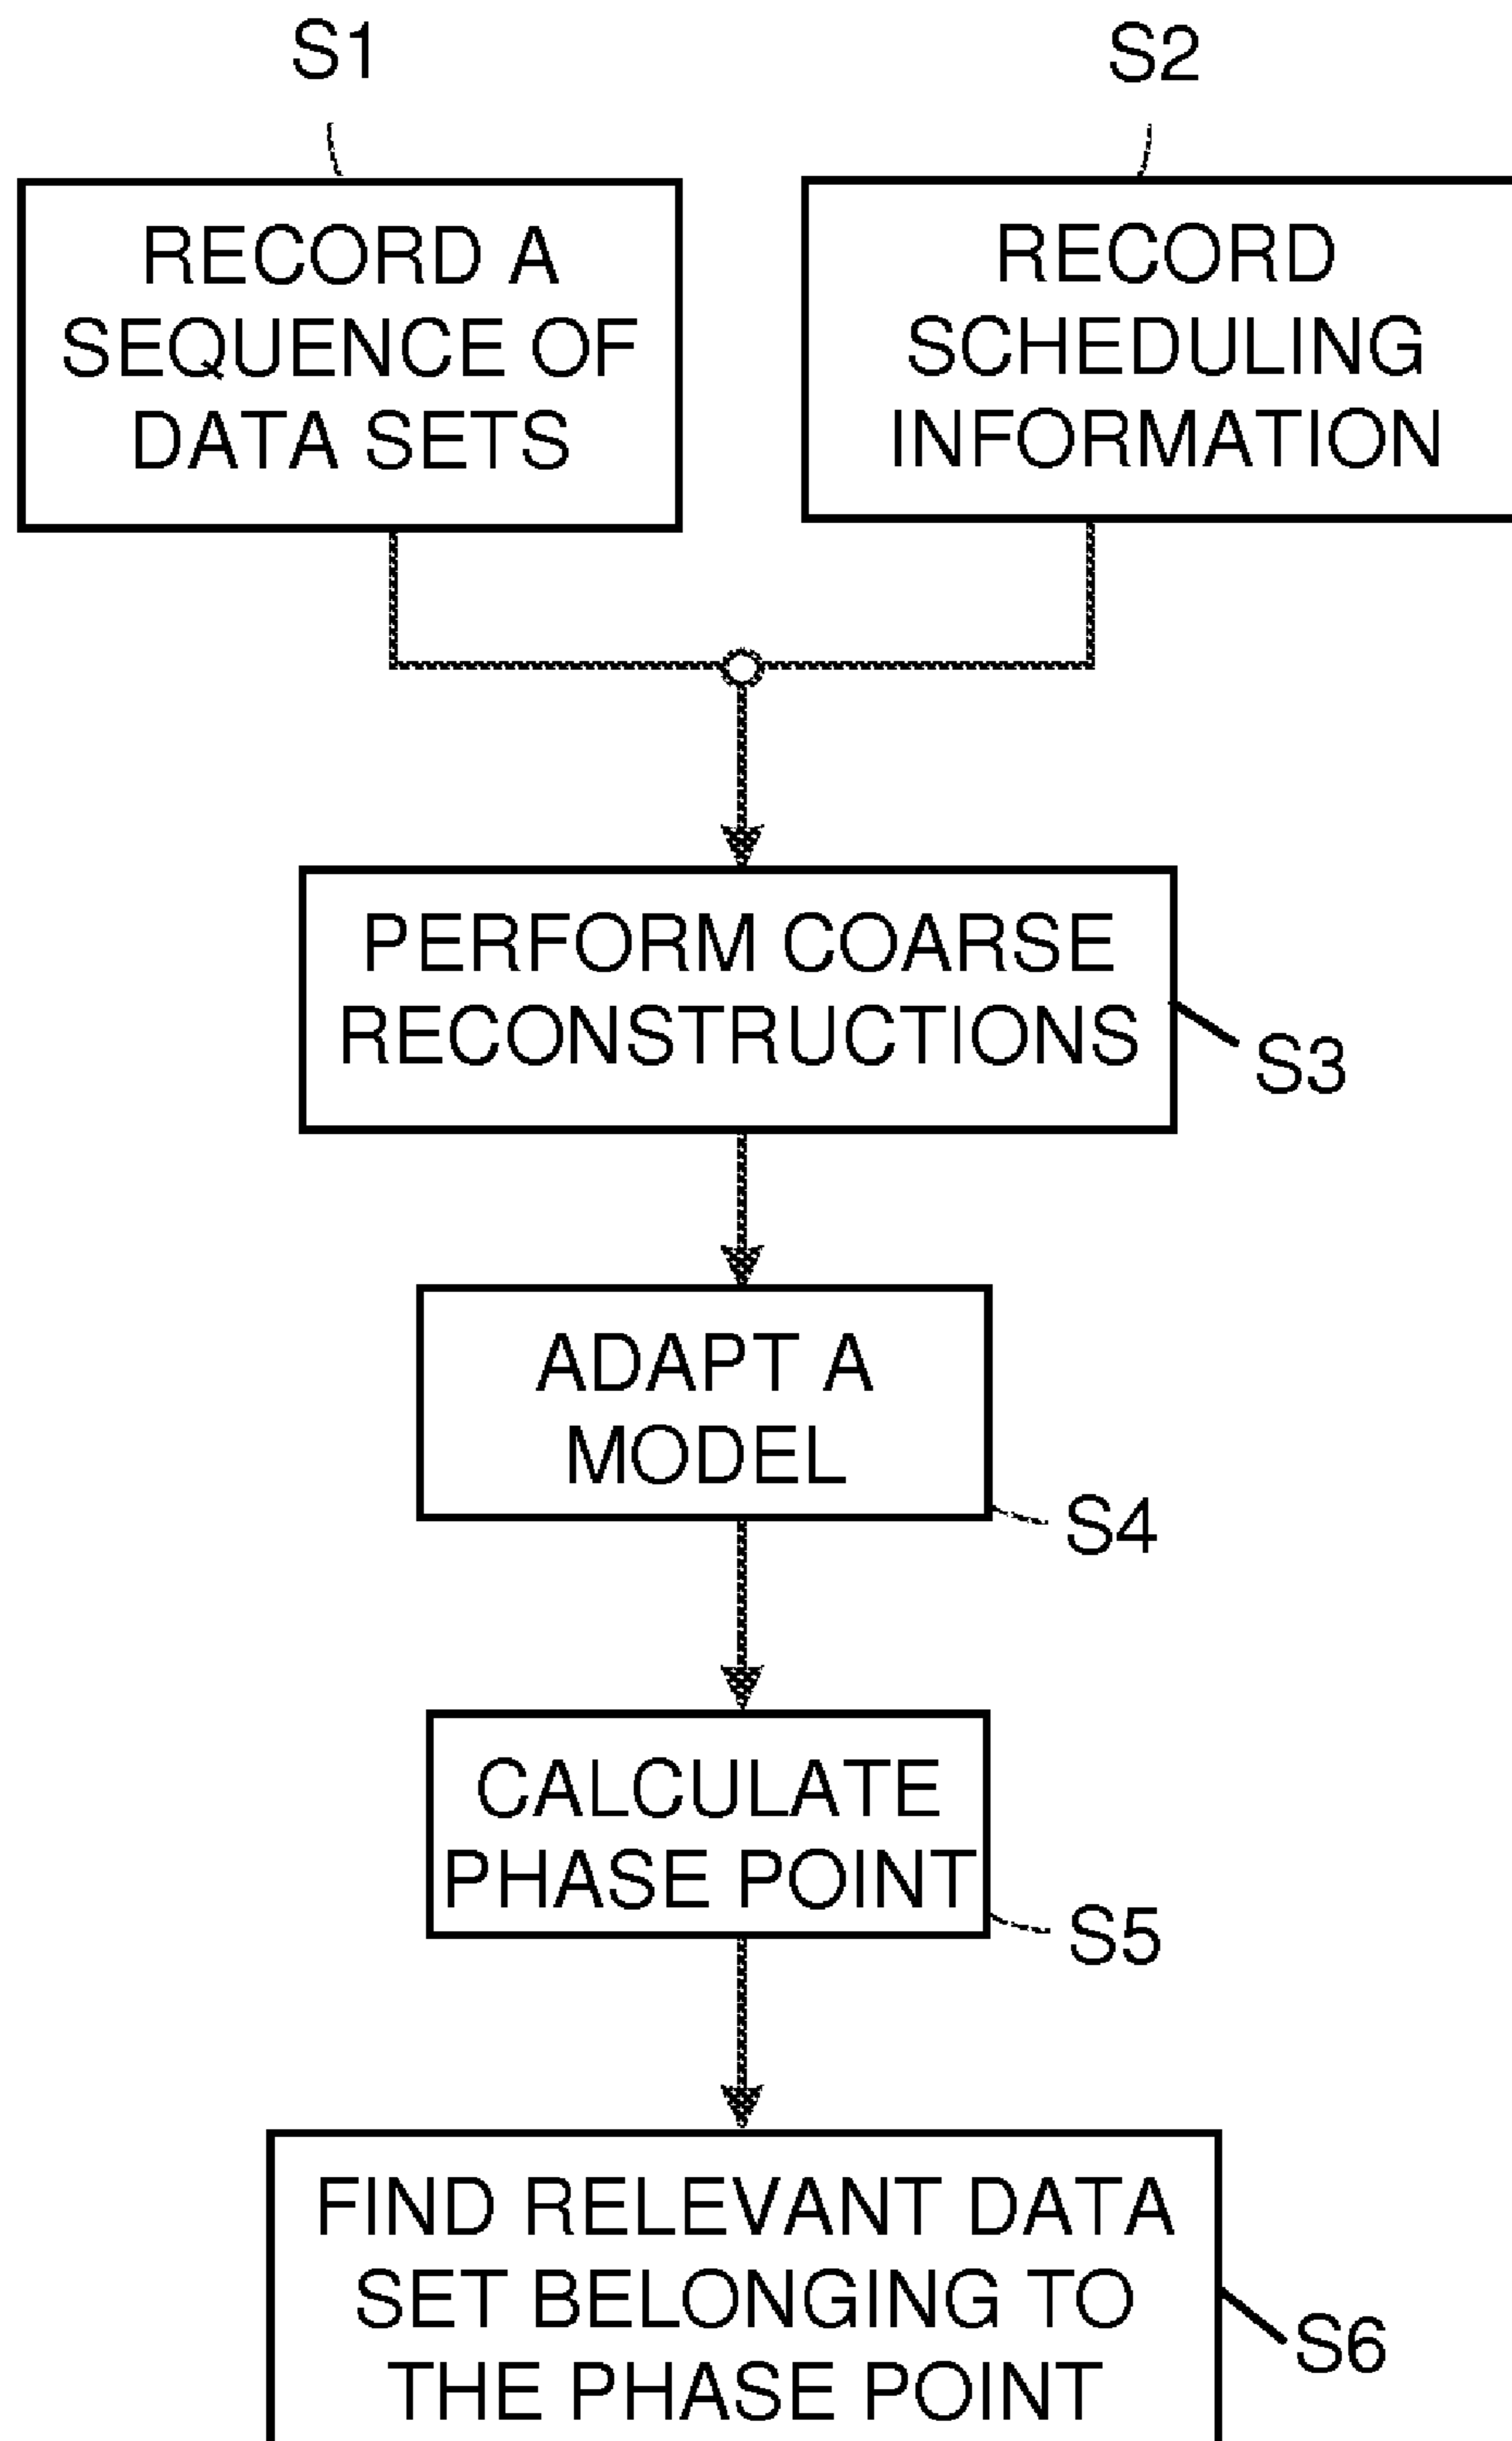 S1
S2
RECORD A
SEQUENCE OF
DATA SETS
RECORD
SCHEDULING
INFORMATION
PERFORM COARSE
RECONSTRUCTIONS
S3
ADAPT A
MODEL
S4
CALCULATE
PHASE POINT
S5
FIND RELEVANT DATA
SET BELONGING TO
THE PHASE POINT
S6